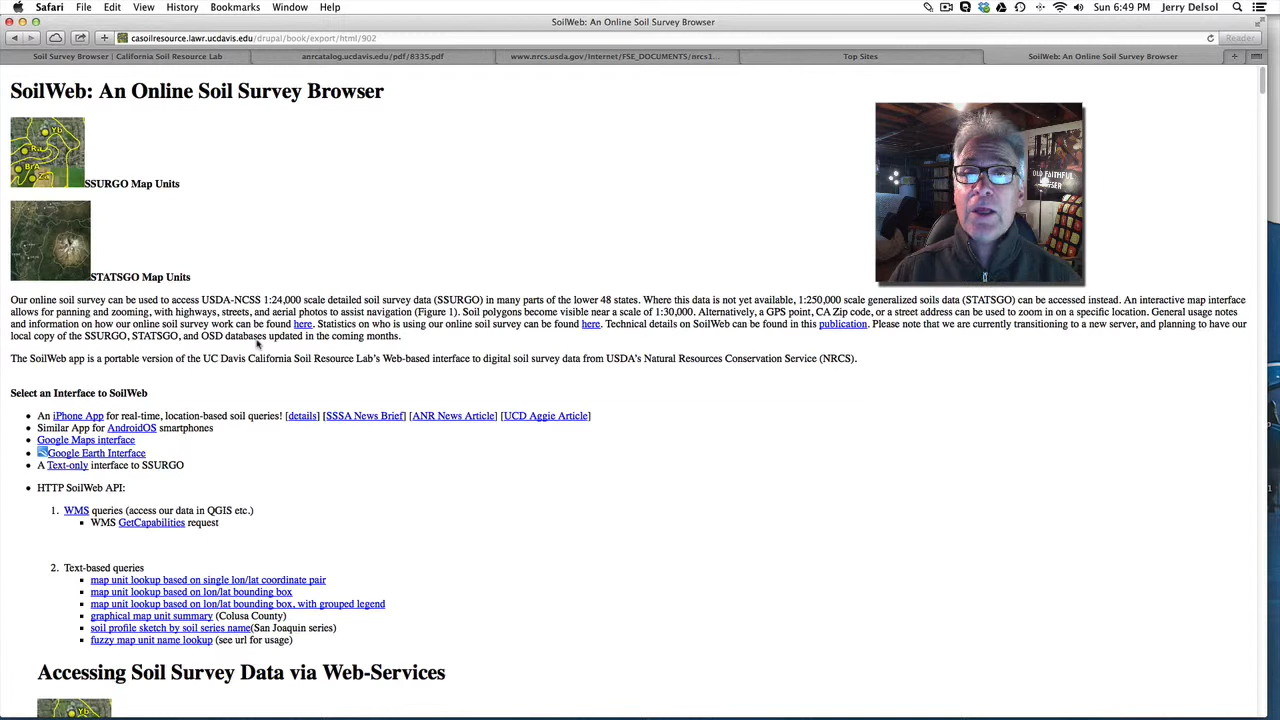 Safari File Edit View History Bookmarks Window Help Sun 6:49 PM Jerry Delsol
SoilWeb: An Online Soil Survey Browser
casoilresource.lawr.ucdavis.edu/drupal/book/export/html/902 Reader
Soil Survey Browser | California Soil Resource Lab anrcatalog.ucdavis.edu/pdf/8335.pdf www.nrcs.usda.gov/Internet/FSE_DOCUMENTS/nrcs1... Top Sites SoilWeb: An Online Soil Survey Browser
SoilWeb: An Online Soil Survey Browser
Yb
Ra
BrA
SSURGO Map Units
OLD FAITHFUL
STATSGO Map Units
Our online soil survey can be used to access USDA-NCSS 1:24,000 scale detailed soil survey data (SSURGO) in many parts of the lower 48 states. Where this data is not yet available, 1:250,000 scale generalized soils data (STATSGO) can be accessed instead. An interactive map interface
allows for panning and zooming, with highways, streets, and aerial photos to assist navigation (Figure 1). Soil polygons become visible near a scale of 1:30,000. Alternatively, a GPS point, CA Zip code, or a street address can be used to zoom in on a specific location. General usage notes
and information on how our online soil survey work can be found here. Statistics on who is using our online soil survey can be found here. Technical details on SoilWeb can be found in this publication. Please note that we are currently transitioning to a new server, and planning to have our
local copy of the SSURGO, STATSGO, and OSD databases updated in the coming months.
The SoilWeb app is a portable version of the UC Davis California Soil Resource Lab's Web-based interface to digital soil survey data from USDA's Natural Resources Conservation Service (NRCS).
Select an Interface to SoilWeb
• An iPhone App for real-time, location-based soil queries! [details] [SSSA News Brief] [ANR News Article] [UCD Aggie Article]
• Similar App for AndroidOS smartphones
• Google Maps interface
• Google Earth Interface
• A Text-only interface to SSURGO
• HTTP SoilWeb API:
1. WMS queries (access our data in QGIS etc.)
▪ WMS GetCapabilities request
2. Text-based queries
▪ map unit lookup based on single lon/lat coordinate pair
▪ map unit lookup based on lon/lat bounding box
▪ map unit lookup based on lon/lat bounding box, with grouped legend
▪ graphical map unit summary (Colusa County)
▪ soil profile sketch by soil series name(San Joaquin series)
▪ fuzzy map unit name lookup (see url for usage)
Accessing Soil Survey Data via Web-Services